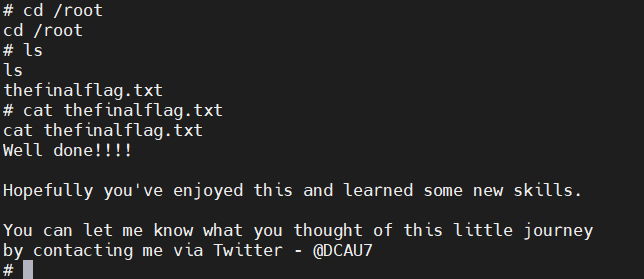 # cd /root
cd /root
# ls
ls
thefinalflag.txt
# cat thefinalflag.txt
cat thefinalflag.txt
Well done!!!!
Hopefully you've enjoyed this and learned some new skills.
You can let me know what you thought of this little journey
by contacting me via Twitter - @DCAU7
#